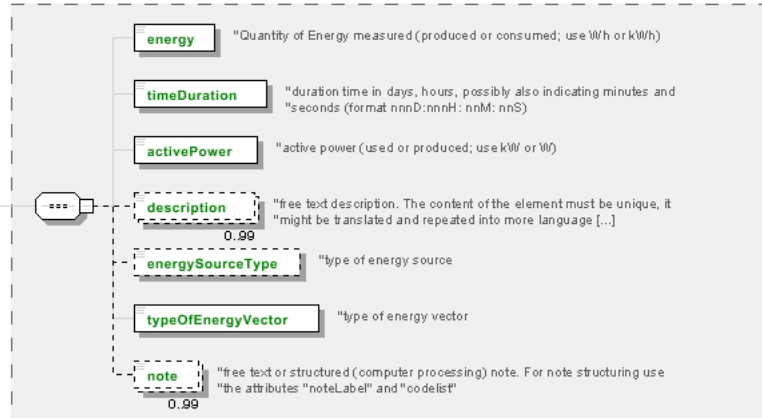 energy "Quantity of Energy measured (produced or consumed; use Wh or kWh)
timeDuration "duration time in days, hours, possibly also indicating minutes and
"seconds (format nnnD:nnnH: nnM: nnS)
activePower "active power (used or produced; use kW or W)
description "free text description. The content of the element must be unique, it
"might be translated and repeated into more language [...]
0..99
energySourceType "type of energy source
typeOfEnergyVector "type of energy vector
note "free text or structured (computer processing) note. For note structuring use
"the attributes "noteLabel" and "codelist"
0..99